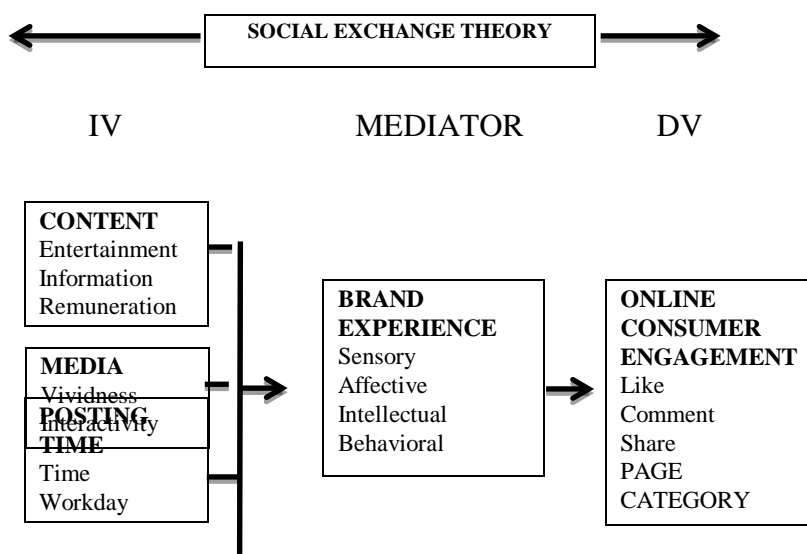 SOCIAL EXCHANGE THEORY
IV
MEDIATOR
DV
CONTENT
Entertainment
Information
Remuneration
MEDIA
Vividness
Interactivity
POSTING
TIME
Time
Workday
BRAND
EXPERIENCE
Sensory
Affective
Intellectual
Behavioral
ONLINE
CONSUMER
ENGAGEMENT
Like
Comment
Share
PAGE
CATEGORY